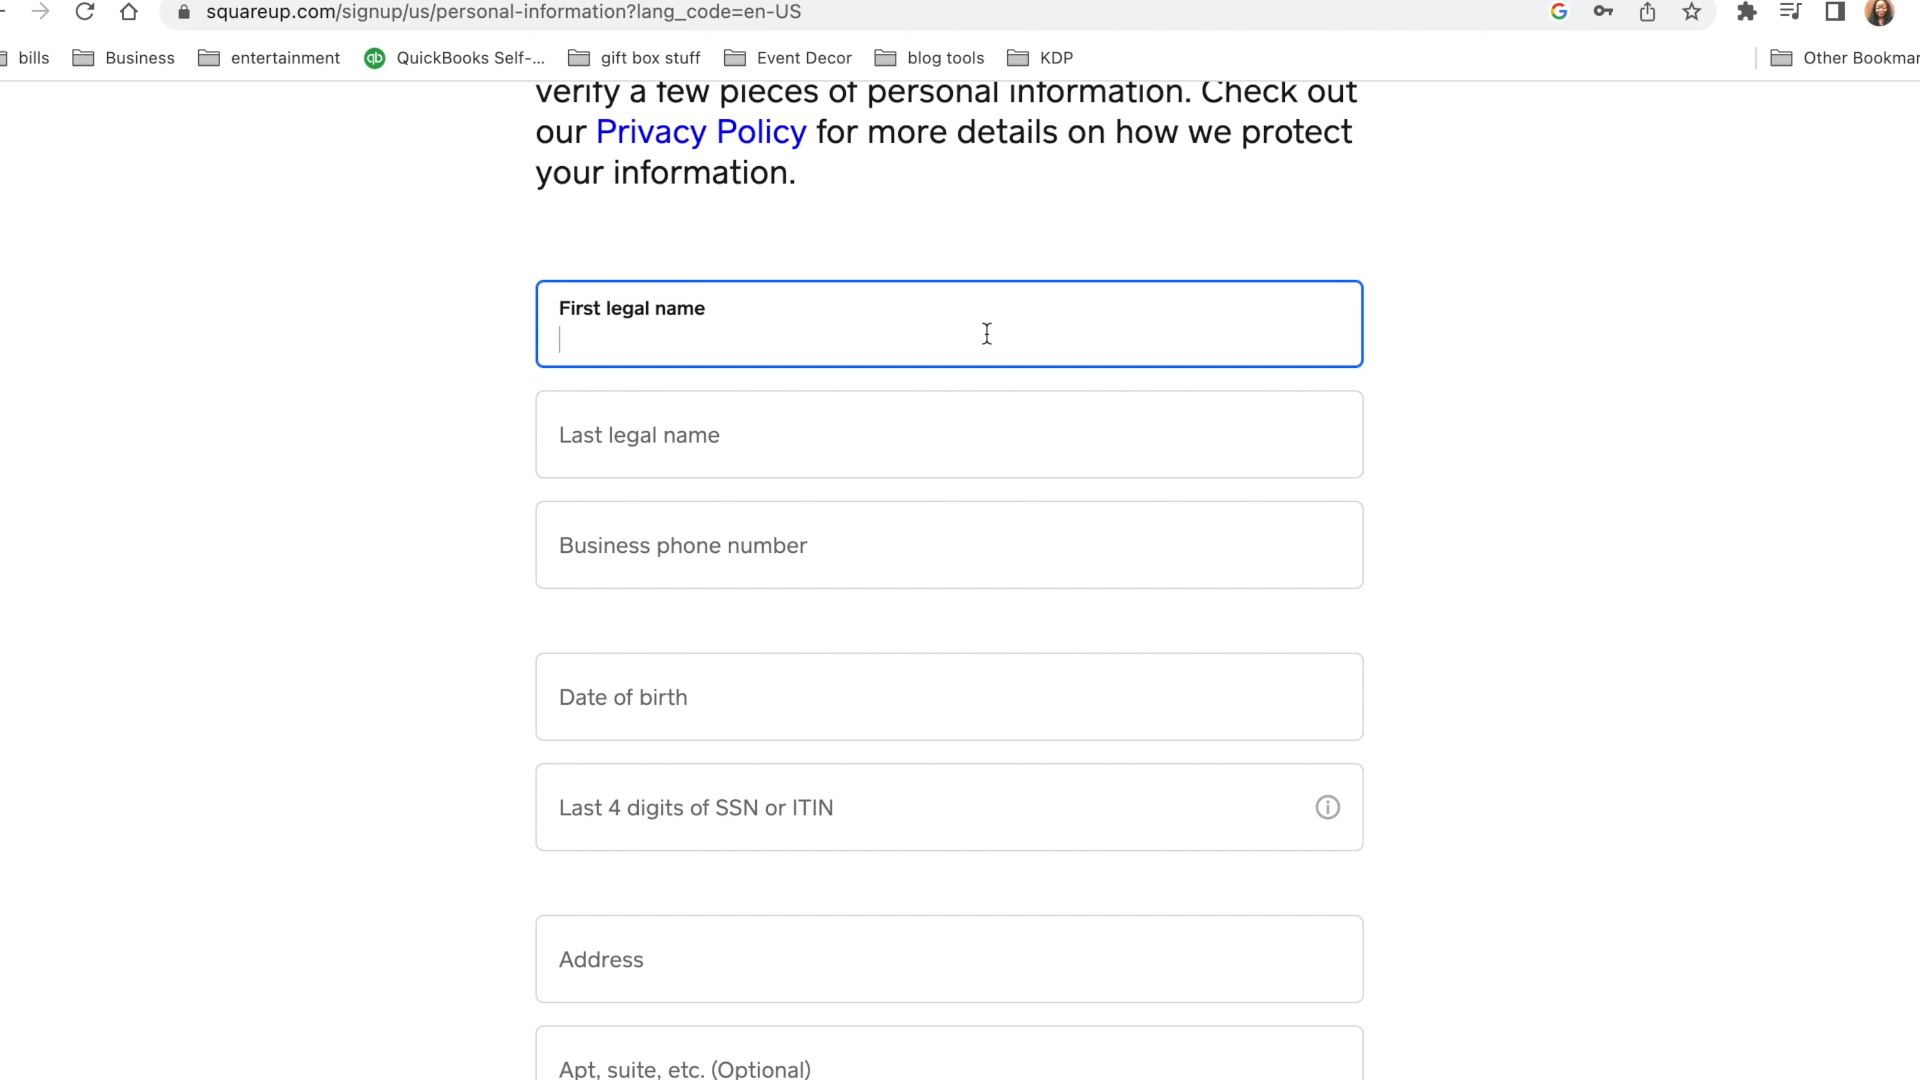 squareup.com/signup/us/personal-information?lang_code=en-US
bills Business entertainment QuickBooks Self-... gift box stuff Event Decor blog tools KDP Other Bookmar
verify a few pieces of personal information. Check out
our Privacy Policy for more details on how we protect
your information.
First legal name
Last legal name
Business phone number
Date of birth
Last 4 digits of SSN or ITIN
Address
Apt, suite, etc. (Optional)